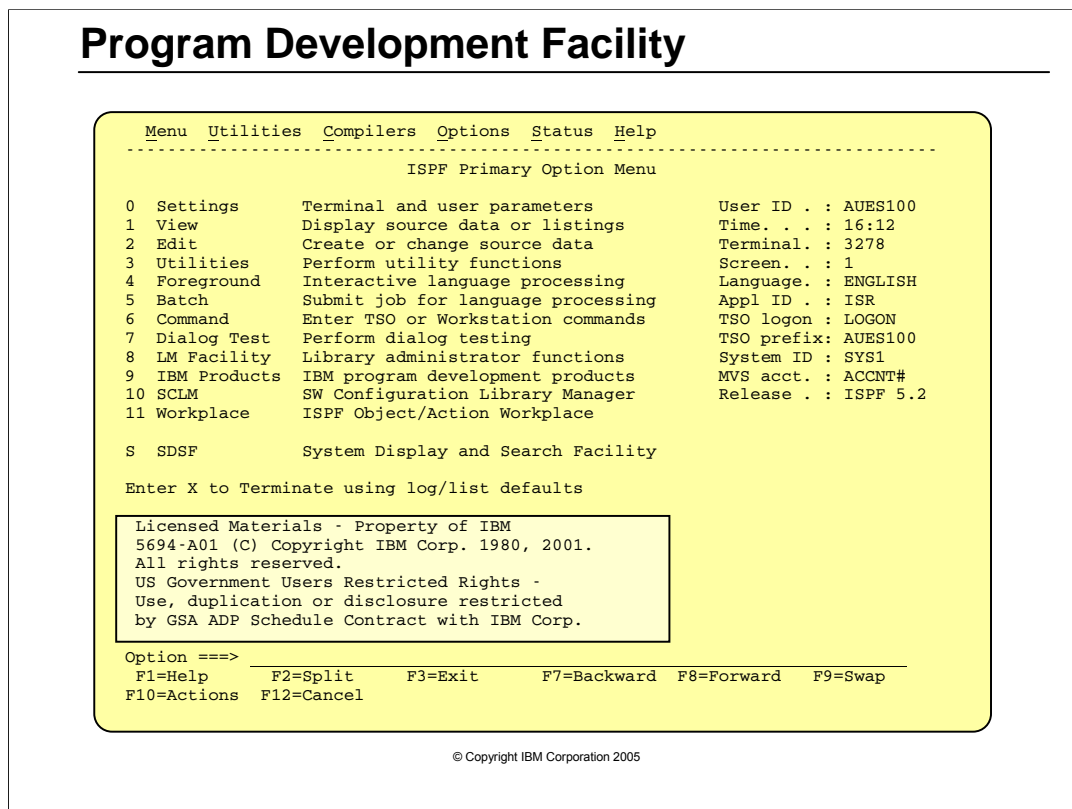 Program Development Facility
Menu Utilities Compilers Options Status Help
------------------------------------------------------------------------------
ISPF Primary Option Menu
0 Settings Terminal and user parameters User ID . : AUES100
1 View Display source data or listings Time. . . : 16:12
2 Edit Create or change source data Terminal. : 3278
3 Utilities Perform utility functions Screen. . : 1
4 Foreground Interactive language processing Language. : ENGLISH
5 Batch Submit job for language processing Appl ID . : ISR
6 Command Enter TSO or Workstation commands TSO logon : LOGON
7 Dialog Test Perform dialog testing TSO prefix: AUES100
8 LM Facility Library administrator functions System ID : SYS1
9 IBM Products IBM program development products MVS acct. : ACCNT#
10 SCLM SW Configuration Library Manager Release . : ISPF 5.2
11 Workplace ISPF Object/Action Workplace
S SDSF System Display and Search Facility
Enter X to Terminate using log/list defaults
Licensed Materials - Property of IBM
5694-A01 (C) Copyright IBM Corp. 1980, 2001.
All rights reserved.
US Government Users Restricted Rights -
Use, duplication or disclosure restricted
by GSA ADP Schedule Contract with IBM Corp.
Option ===>
F1=Help F2=Split F3=Exit F7=Backward F8=Forward F9=Swap
F10=Actions F12=Cancel
© Copyright IBM Corporation 2005